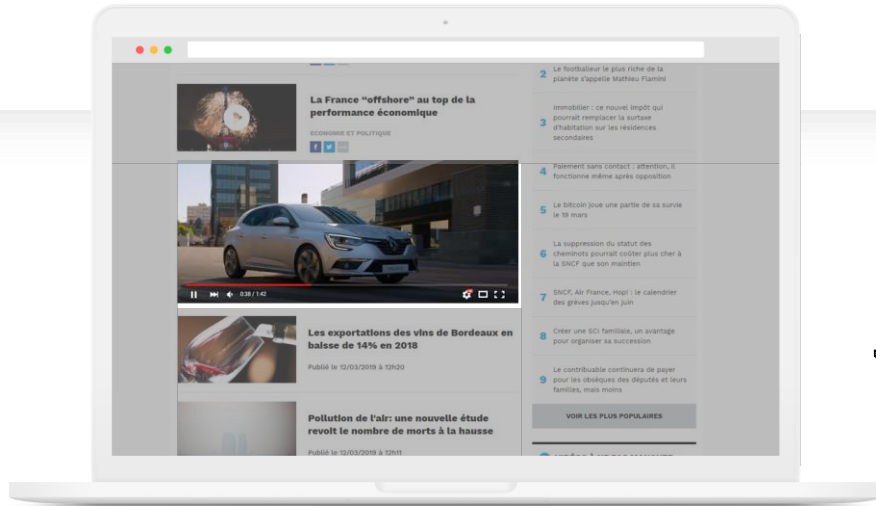 La France “offshore” au top de la
performance économique
ECONOMIE ET POLITIQUE
0:38 / 1:42
Les exportations des vins de Bordeaux en
baisse de 14% en 2018
Publié le 12/03/2019 à 12h20
Pollution de l'air: une nouvelle étude
revoit le nombre de morts à la hausse
Publié le 12/03/2019 à 12h11
2 Le footballeur le plus riche de la
planète s'appelle Mathieu Flamini
3 Immobilier : ce nouvel impôt qui
pourrait remplacer la surtaxe
d'habitation sur les résidences
secondaires
4 Paiement sans contact : attention, il
fonctionne même après opposition
5 Le bitcoin joue une partie de sa survie
le 19 mars
6 La suppression du statut des
cheminots pourrait coûter plus cher à
la SNCF que son maintien
7 SNCF, Air France, Hop! : le calendrier
des grèves jusqu'en juin
8 Créer une SCI familiale, un avantage
pour organiser sa succession
9 Le contribuable continuera de payer
pour les obsèques des députés et leurs
familles, mais moins
VOIR LES PLUS POPULAIRES